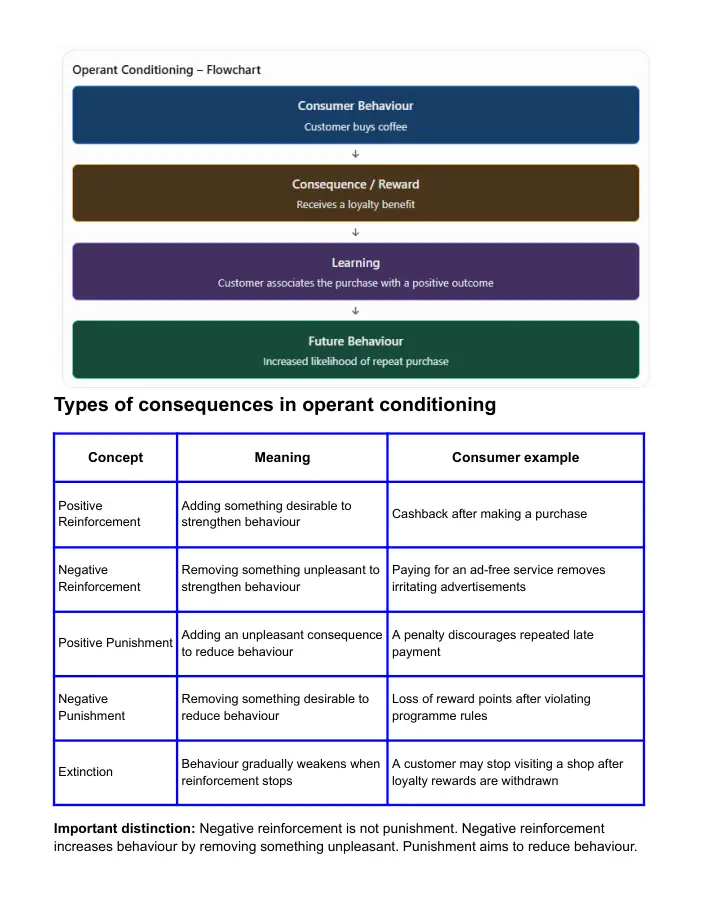 Operant Conditioning – Flowchart
Consumer Behaviour
Customer buys coffee
↓
Consequence / Reward
Receives a loyalty benefit
↓
Learning
Customer associates the purchase with a positive outcome
↓
Future Behaviour
Increased likelihood of repeat purchase
Types of consequences in operant conditioning
Concept
Meaning
Consumer example
Positive
Reinforcement
Adding something desirable to
strengthen behaviour
Cashback after making a purchase
Negative
Reinforcement
Removing something unpleasant to
strengthen behaviour
Paying for an ad-free service removes
irritating advertisements
Positive Punishment
Adding an unpleasant consequence
to reduce behaviour
A penalty discourages repeated late
payment
Negative
Punishment
Removing something desirable to
reduce behaviour
Loss of reward points after violating
programme rules
Extinction
Behaviour gradually weakens when
reinforcement stops
A customer may stop visiting a shop after
loyalty rewards are withdrawn
Important distinction: Negative reinforcement is not punishment. Negative reinforcement
increases behaviour by removing something unpleasant. Punishment aims to reduce behaviour.